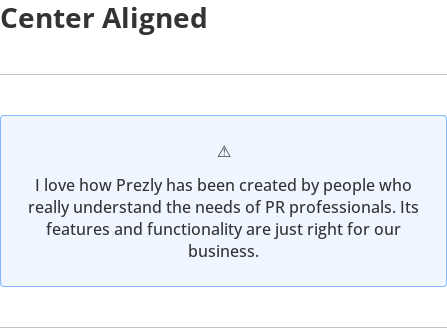 Center Aligned
⚠
I love how Prezly has been created by people who
really understand the needs of PR professionals. Its
features and functionality are just right for our
business.